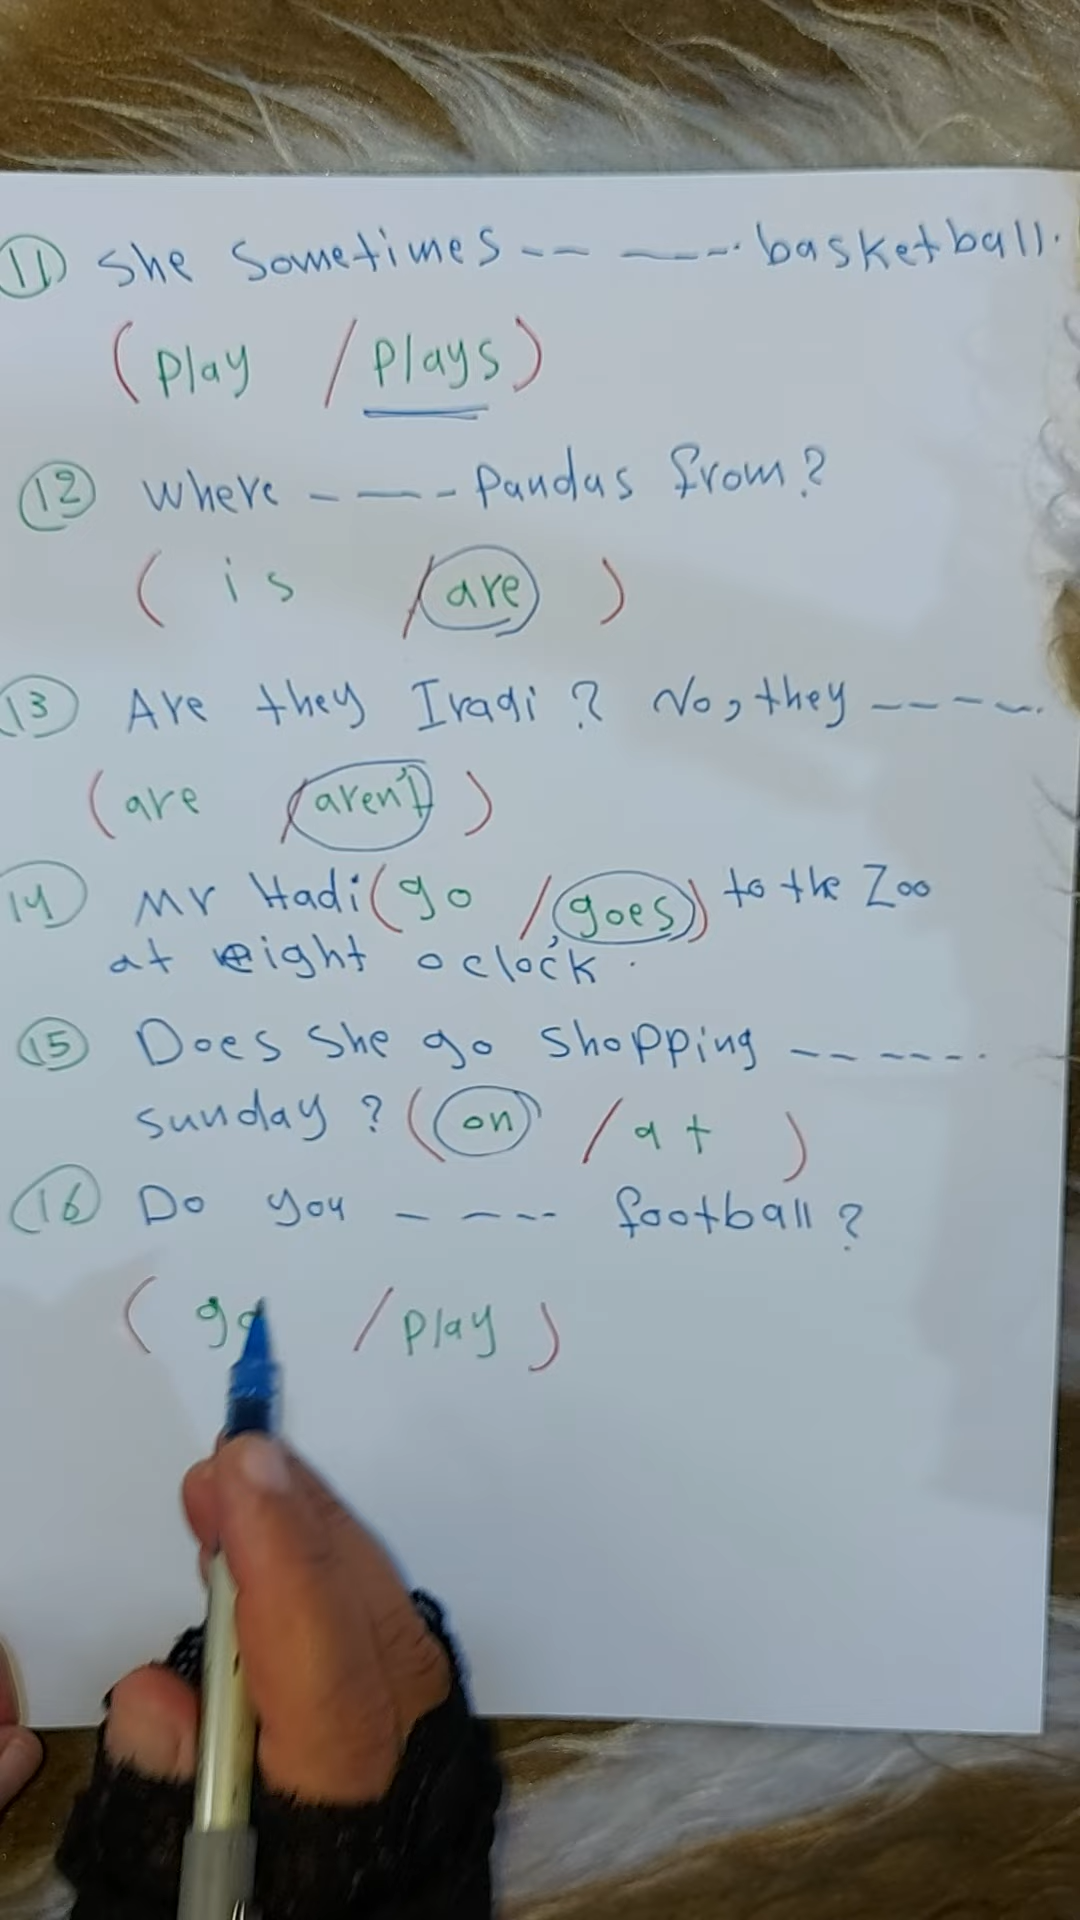 11 She Sometimes -- ---- basketball.
(Play / Plays)
12 Where ---- Pandas from?
( is / are )
13 Are they Iraqi? No, they -----.
(are / aren't )
14 Mr Hadi (go / goes) to the Zoo
at eight o'clock.
15 Does She go Shopping -------
sunday? ( on / at )
16 Do you ---- football?
( go / Play )